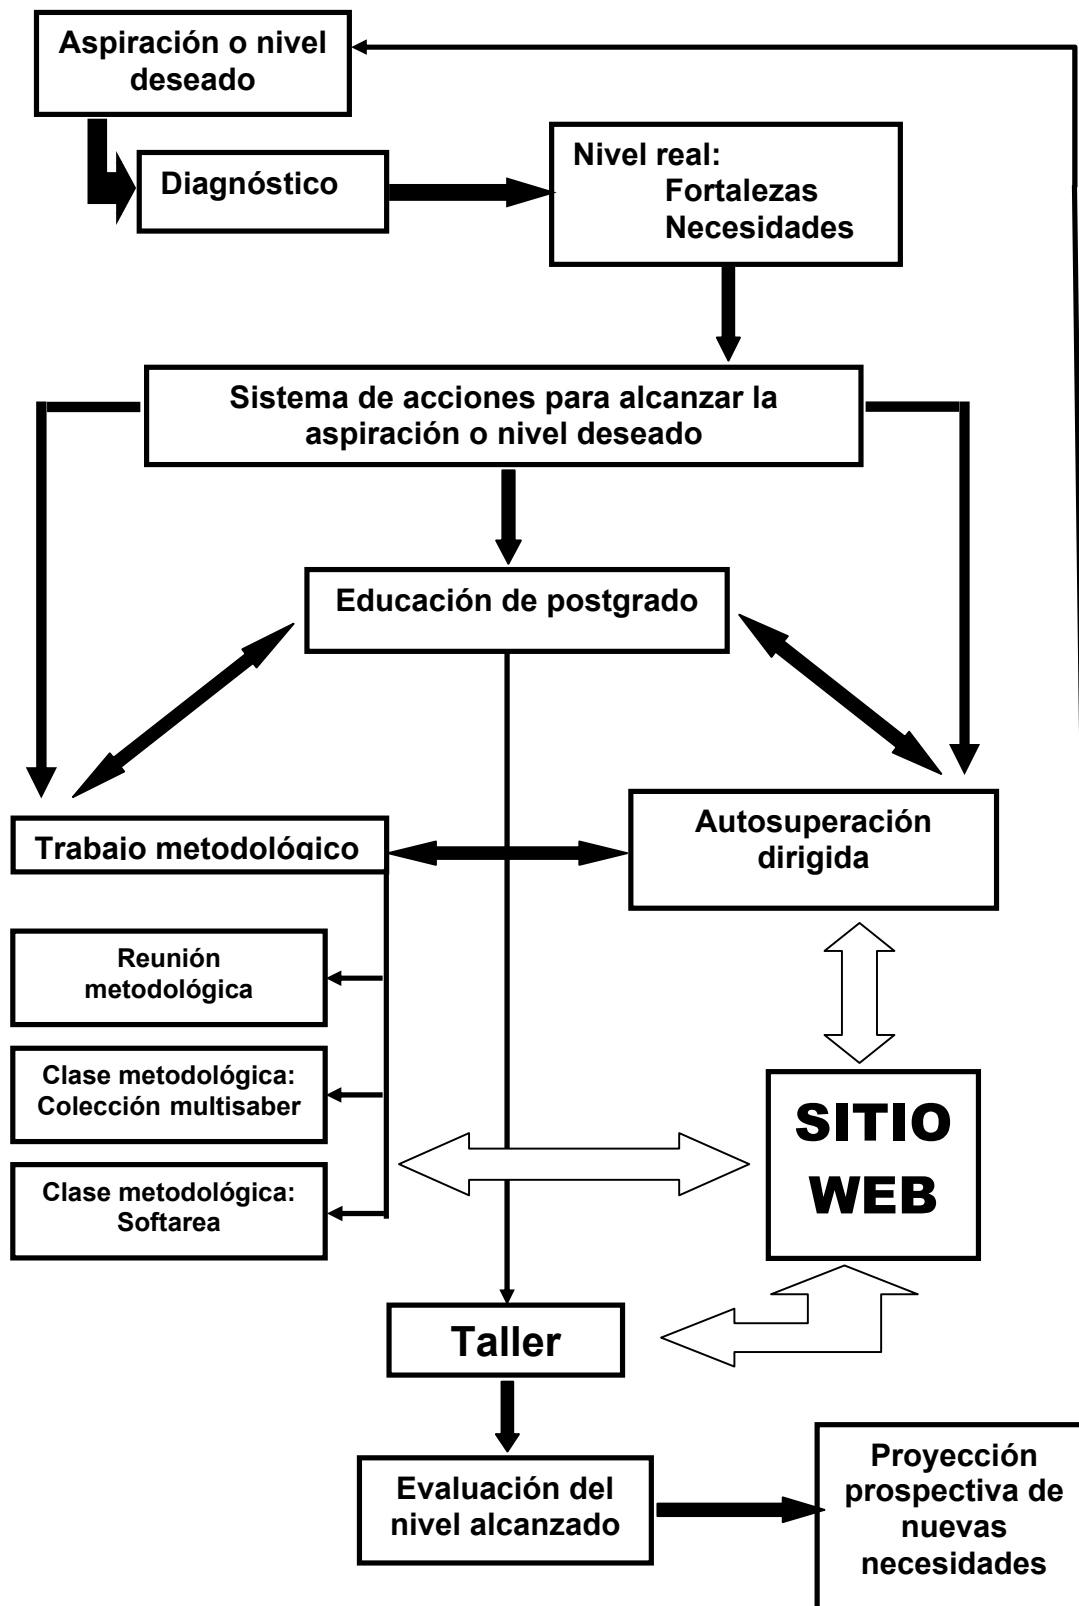 Aspiración o nivel
deseado
Diagnóstico
Nivel real:
Fortalezas
Necesidades
Sistema de acciones para alcanzar la
aspiración o nivel deseado
Educación de postgrado
Trabajo metodológico
Autosuperación
dirigida
Reunión
metodológica
Clase metodológica:
Colección multisaber
Clase metodológica:
Softarea
SITIO
WEB
Taller
Evaluación del
nivel alcanzado
Proyección
prospectiva de
nuevas
necesidades